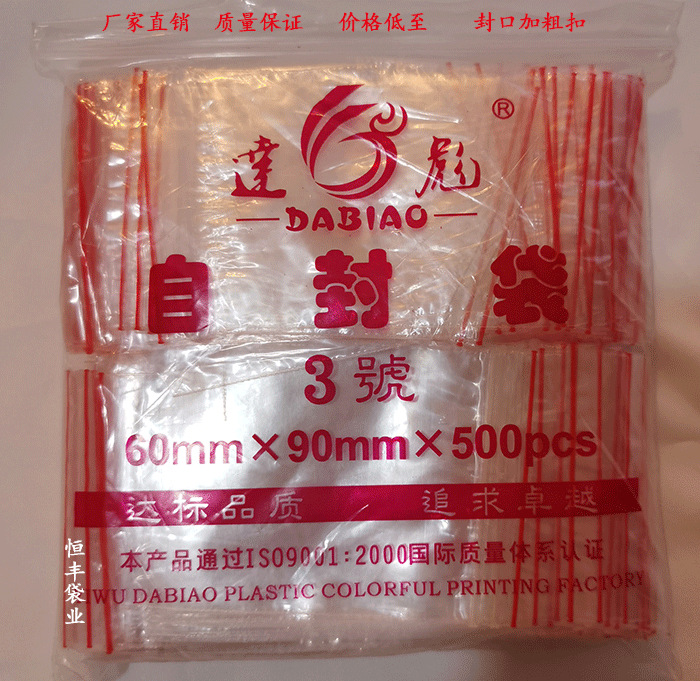 厂家直销 质量保证 价格低至 封口加粗扣
達 彪 ®
DABIAO
自封袋
3號
60mm×90mm×500pcs
达标品质 追求卓越
本产品通过ISO9001:2000国际质量体系认证
IWU DABIAO PLASTIC COLORFUL PRINTING FACTORY
恒丰袋业